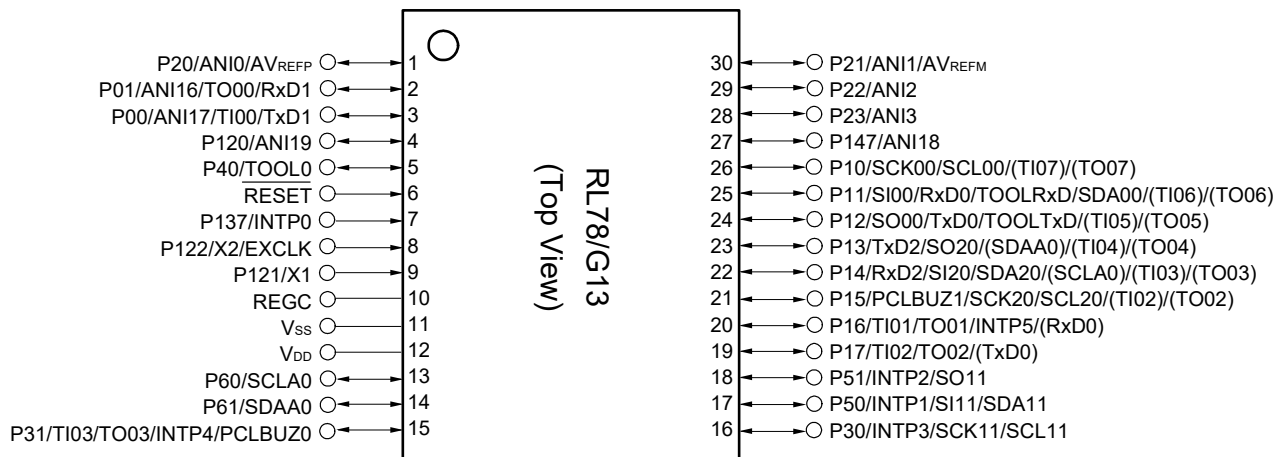 P20/ANI0/AVREFP 1
P01/ANI16/TO00/RxD1 2
P00/ANI17/TI00/TxD1 3
P120/ANI19 4
P40/TOOL0 5
RESET 6
P137/INTP0 7
P122/X2/EXCLK 8
P121/X1 9
REGC 10
VSS 11
VDD 12
P60/SCLA0 13
P61/SDAA0 14
P31/TI03/TO03/INTP4/PCLBUZ0 15
RL78/G13
(Top View)
30 P21/ANI1/AVREFM
29 P22/ANI2
28 P23/ANI3
27 P147/ANI18
26 P10/SCK00/SCL00/(TI07)/(TO07)
25 P11/SI00/RxD0/TOOLRxD/SDA00/(TI06)/(TO06)
24 P12/SO00/TxD0/TOOLTxD/(TI05)/(TO05)
23 P13/TxD2/SO20/(SDAA0)/(TI04)/(TO04)
22 P14/RxD2/SI20/SDA20/(SCLA0)/(TI03)/(TO03)
21 P15/PCLBUZ1/SCK20/SCL20/(TI02)/(TO02)
20 P16/TI01/TO01/INTP5/(RxD0)
19 P17/TI02/TO02/(TxD0)
18 P51/INTP2/SO11
17 P50/INTP1/SI11/SDA11
16 P30/INTP3/SCK11/SCL11